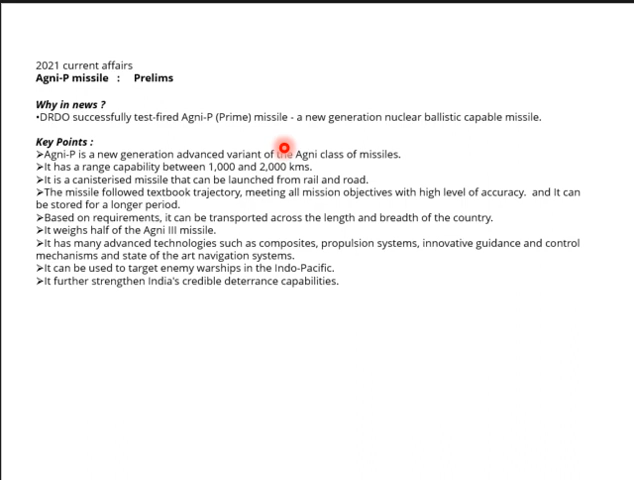 2021 current affairs
Agni-P missile : Prelims
Why in news ?
•DRDO successfully test-fired Agni-P (Prime) missile - a new generation nuclear ballistic capable missile.
Key Points :
➢Agni-P is a new generation advanced variant of the Agni class of missiles.
➢It has a range capability between 1,000 and 2,000 kms.
➢It is a canisterised missile that can be launched from rail and road.
➢The missile followed textbook trajectory, meeting all mission objectives with high level of accuracy. and It can
be stored for a longer period.
➢Based on requirements, it can be transported across the length and breadth of the country.
➢It weighs half of the Agni III missile.
➢It has many advanced technologies such as composites, propulsion systems, innovative guidance and control
mechanisms and state of the art navigation systems.
➢It can be used to target enemy warships in the Indo-Pacific.
➢It further strengthen India's credible deterrance capabilities.